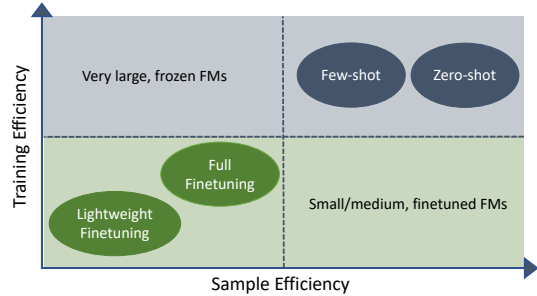 Training Efficiency
Very large, frozen FMs
Few-shot
Zero-shot
Full
Finetuning
Lightweight
Finetuning
Small/medium, finetuned FMs
Sample Efficiency